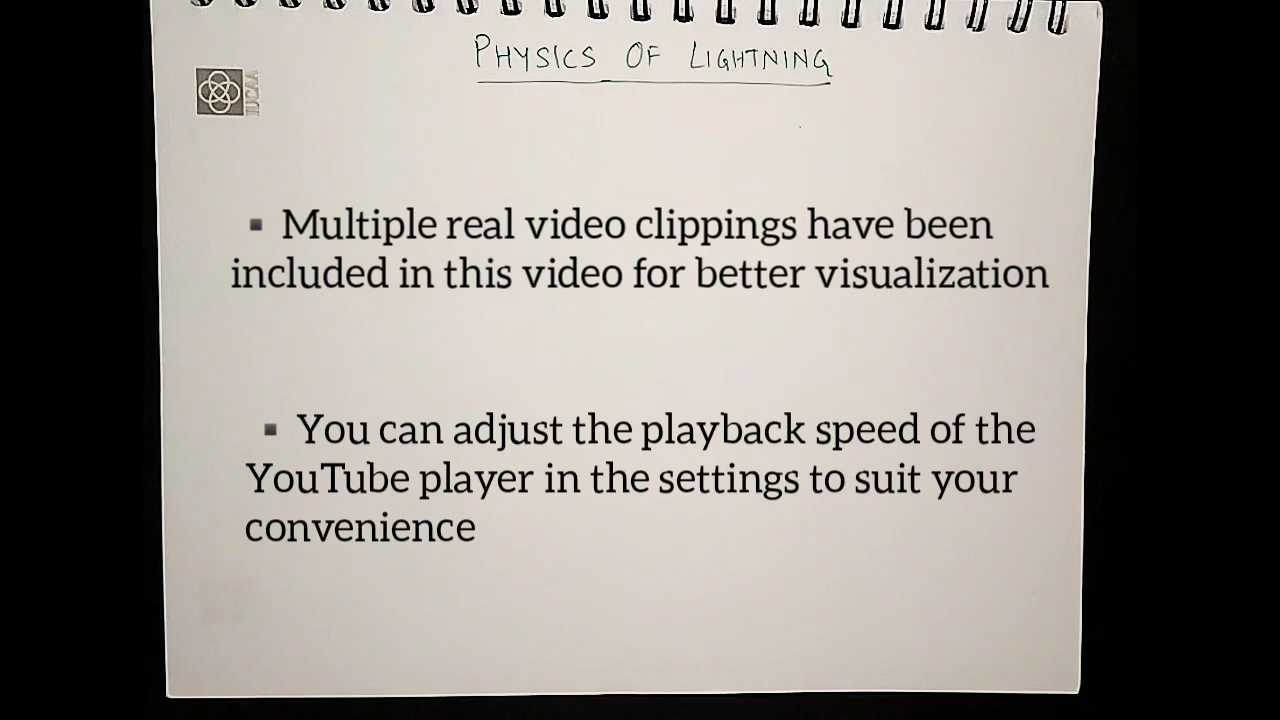 PHYSICS OF LIGHTNING
IUCAA
▪ Multiple real video clippings have been
included in this video for better visualization
▪ You can adjust the playback speed of the
YouTube player in the settings to suit your
convenience